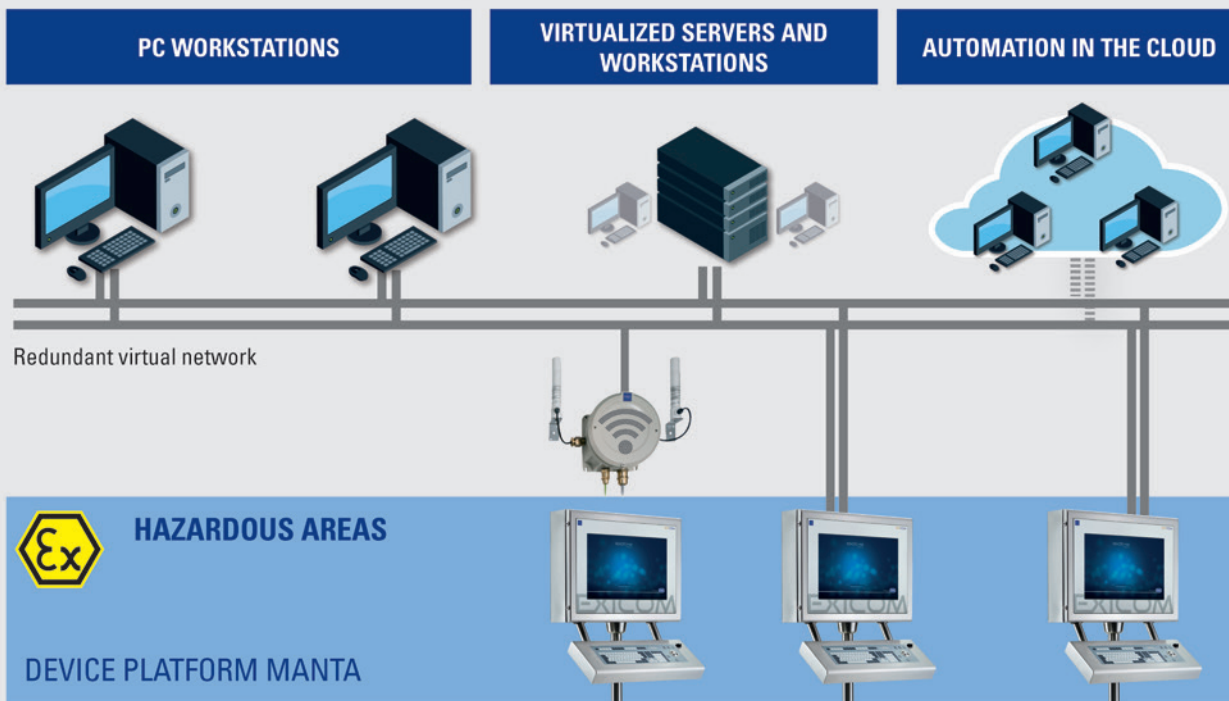 PC WORKSTATIONS
VIRTUALIZED SERVERS AND
WORKSTATIONS
AUTOMATION IN THE CLOUD
Redundant virtual network
Ex
HAZARDOUS AREAS
EXICOM
EXICOM
EXICOM
DEVICE PLATFORM MANTA